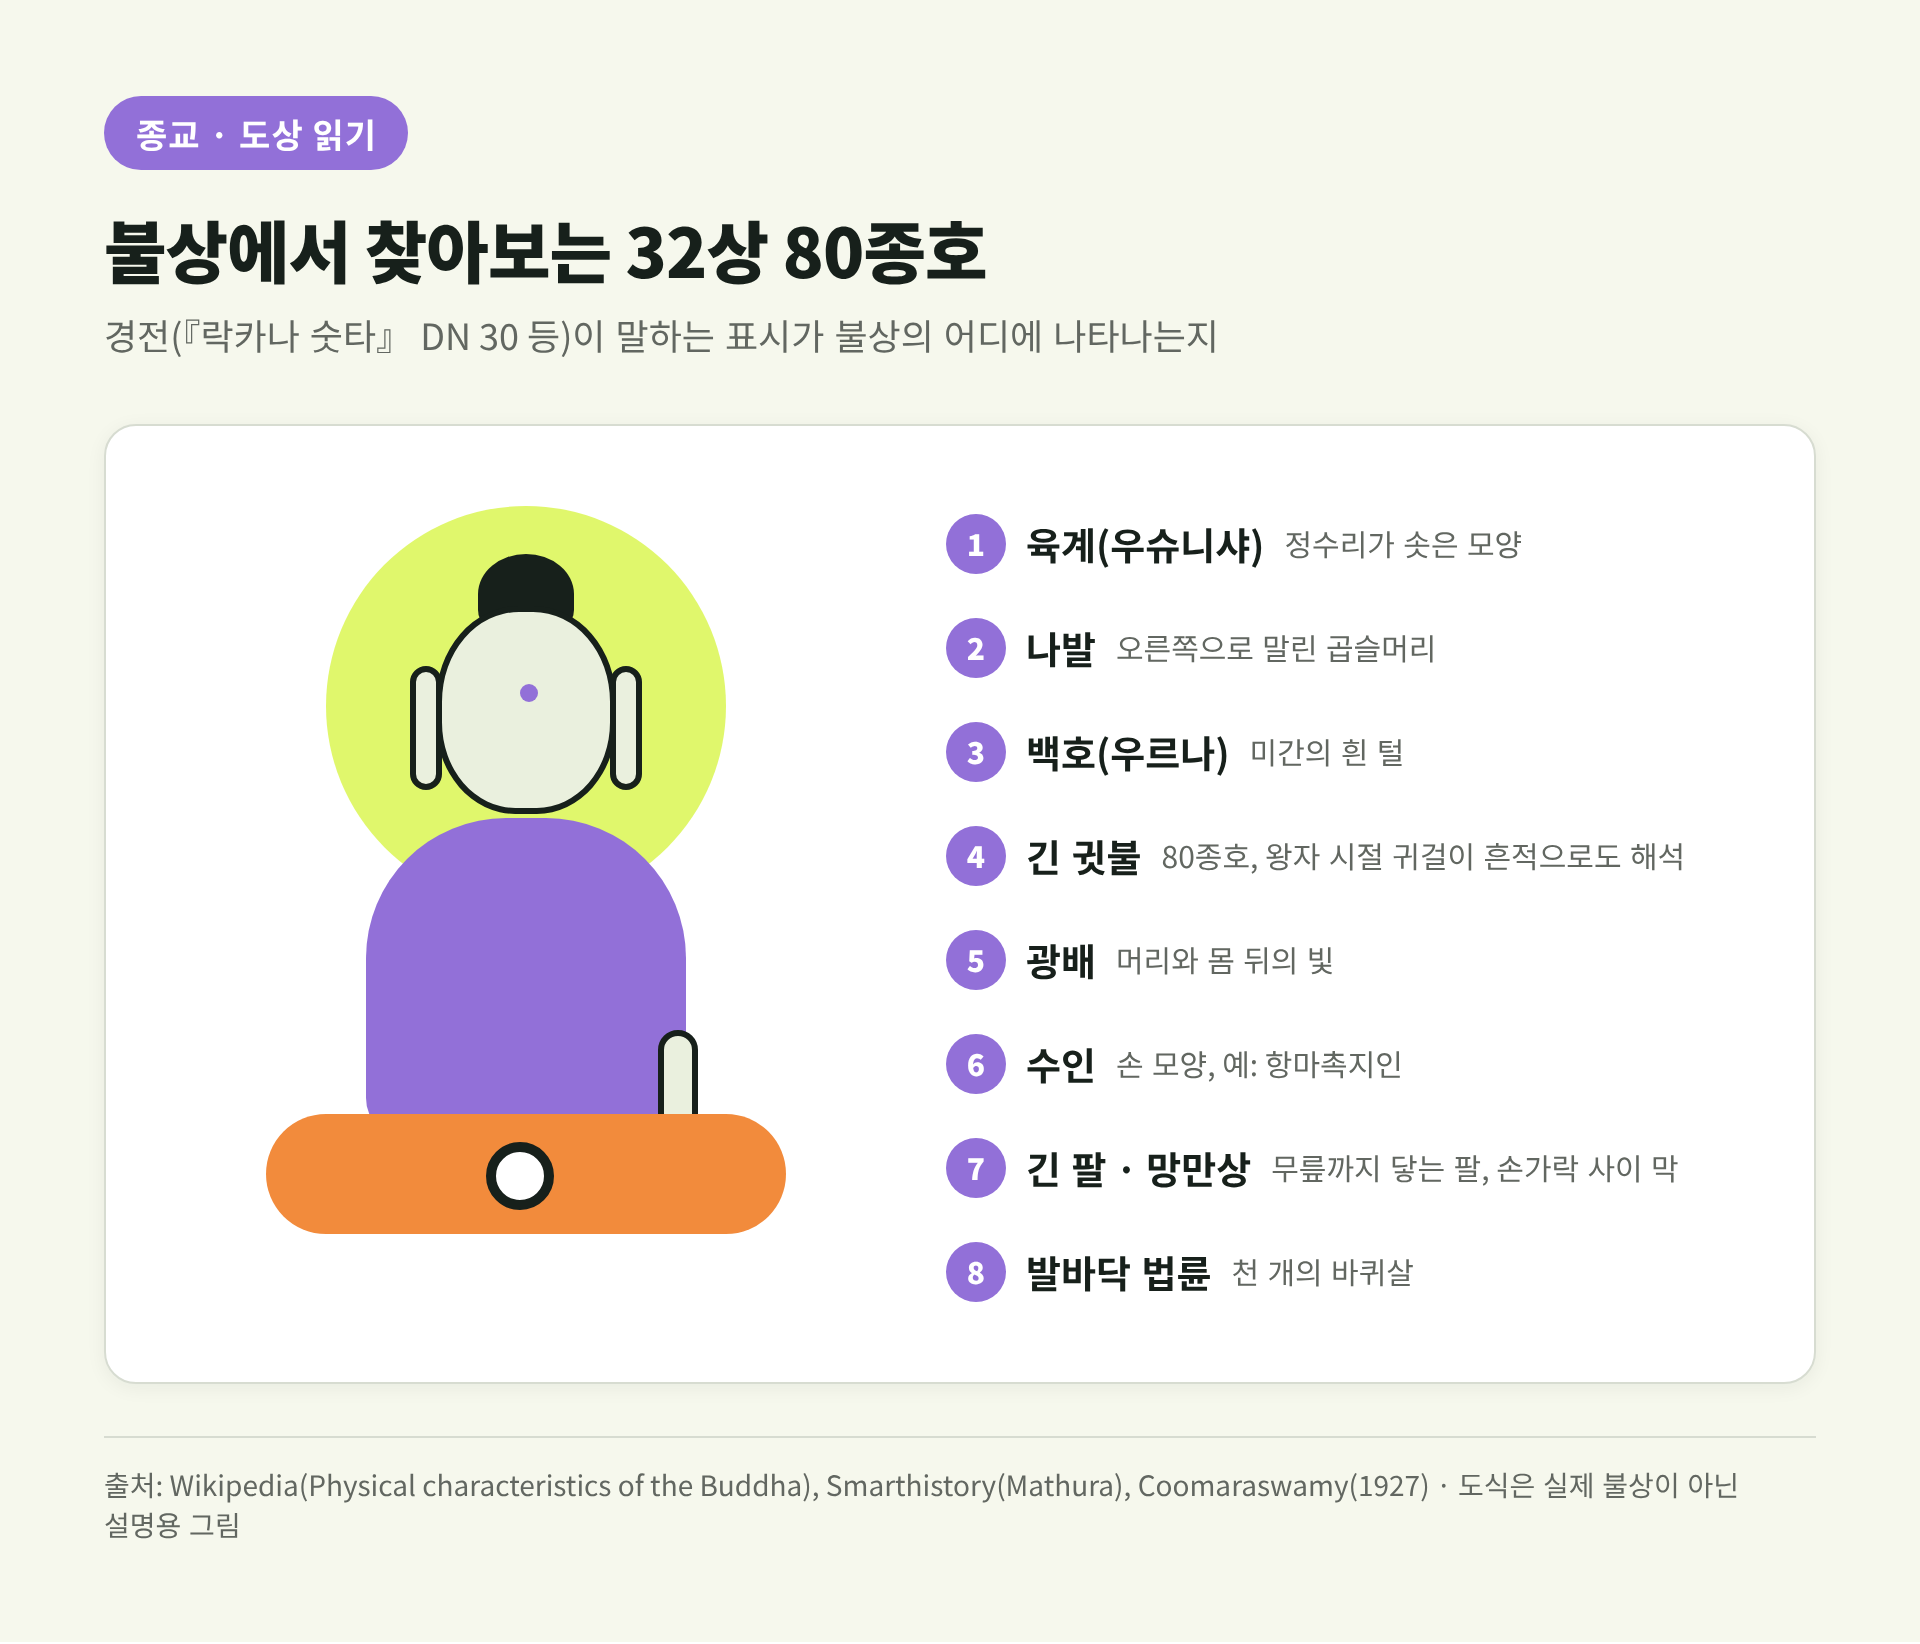 종교 · 도상 읽기
불상에서 찾아보는 32상 80종호
경전(『락카나 숫타』 DN 30 등)이 말하는 표시가 불상의 어디에 나타나는지
1 육계(우슈니샤) 정수리가 솟은 모양
2 나발 오른쪽으로 말린 곱슬머리
3 백호(우르나) 미간의 흰 털
4 긴 귓불 80종호, 왕자 시절 귀걸이 흔적으로도 해석
5 광배 머리와 몸 뒤의 빛
6 수인 손 모양, 예: 항마촉지인
7 긴 팔 · 망만상 무릎까지 닿는 팔, 손가락 사이 막
8 발바닥 법륜 천 개의 바퀴살
출처: Wikipedia(Physical characteristics of the Buddha), Smarthistory(Mathura), Coomaraswamy(1927) · 도식은 실제 불상이 아닌
설명용 그림